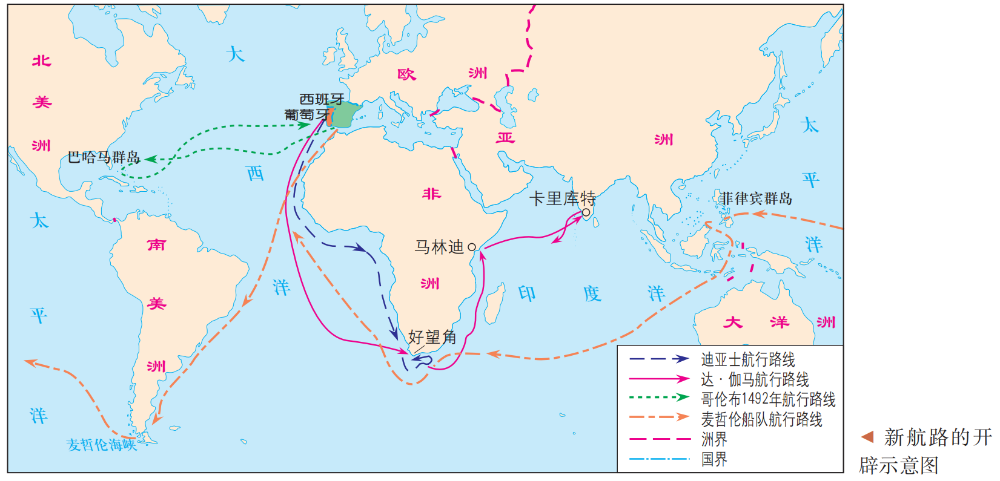 北美洲
大西洋
欧洲
亚洲
西班牙
葡萄牙
巴哈马群岛
太平洋
非洲
卡里库特
菲律宾群岛
太平洋
马林迪
南美洲
印度洋
大洋洲
好望角
麦哲伦海峡
迪亚士航行路线
达·伽马航行路线
哥伦布1492年航行路线
麦哲伦船队航行路线
洲界
国界
新航路的开
辟示意图